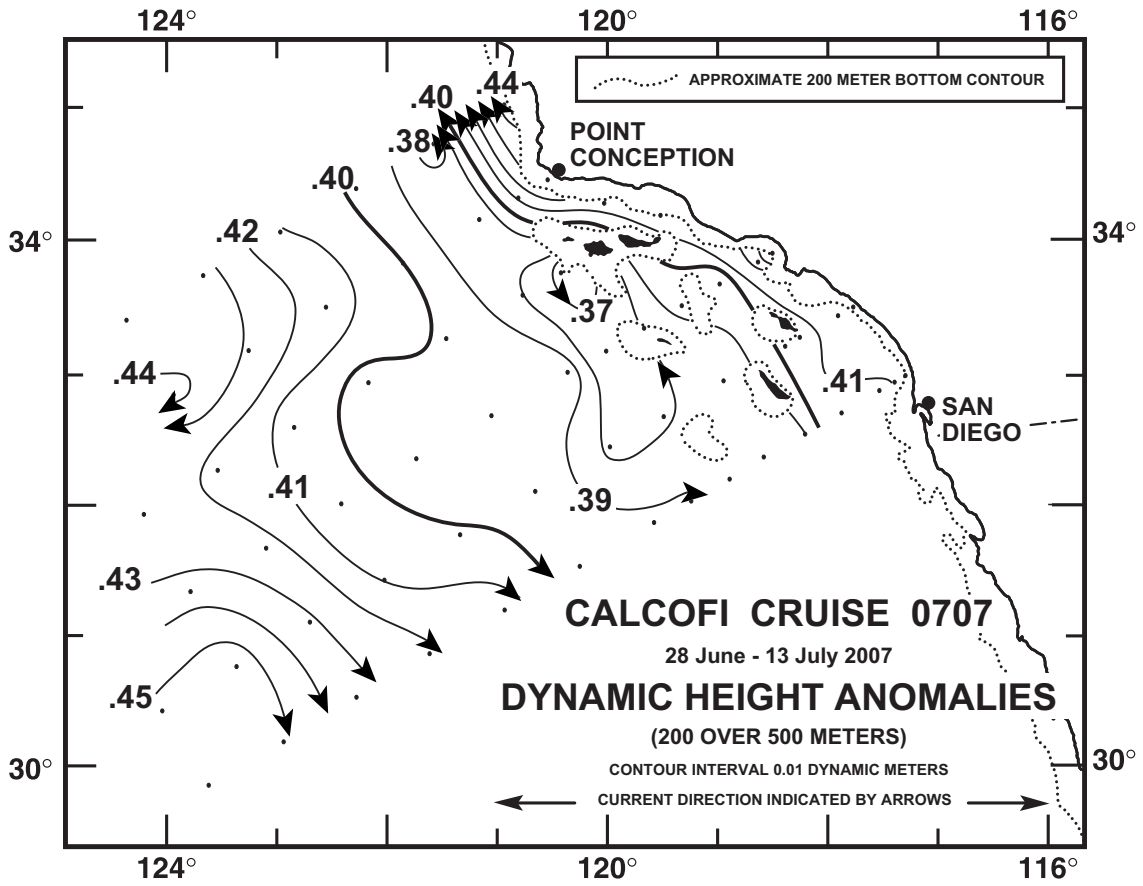 124° 120° 116°
.44
.40
APPROXIMATE 200 METER BOTTOM CONTOUR
.38
POINT
CONCEPTION
.40
.42
34° 34°
.37
.44
.41
SAN
DIEGO
.41
.39
.43
CALCOFI CRUISE 0707
28 June - 13 July 2007
.45
DYNAMIC HEIGHT ANOMALIES
(200 OVER 500 METERS)
30° 30°
CONTOUR INTERVAL 0.01 DYNAMIC METERS
CURRENT DIRECTION INDICATED BY ARROWS
124° 120° 116°